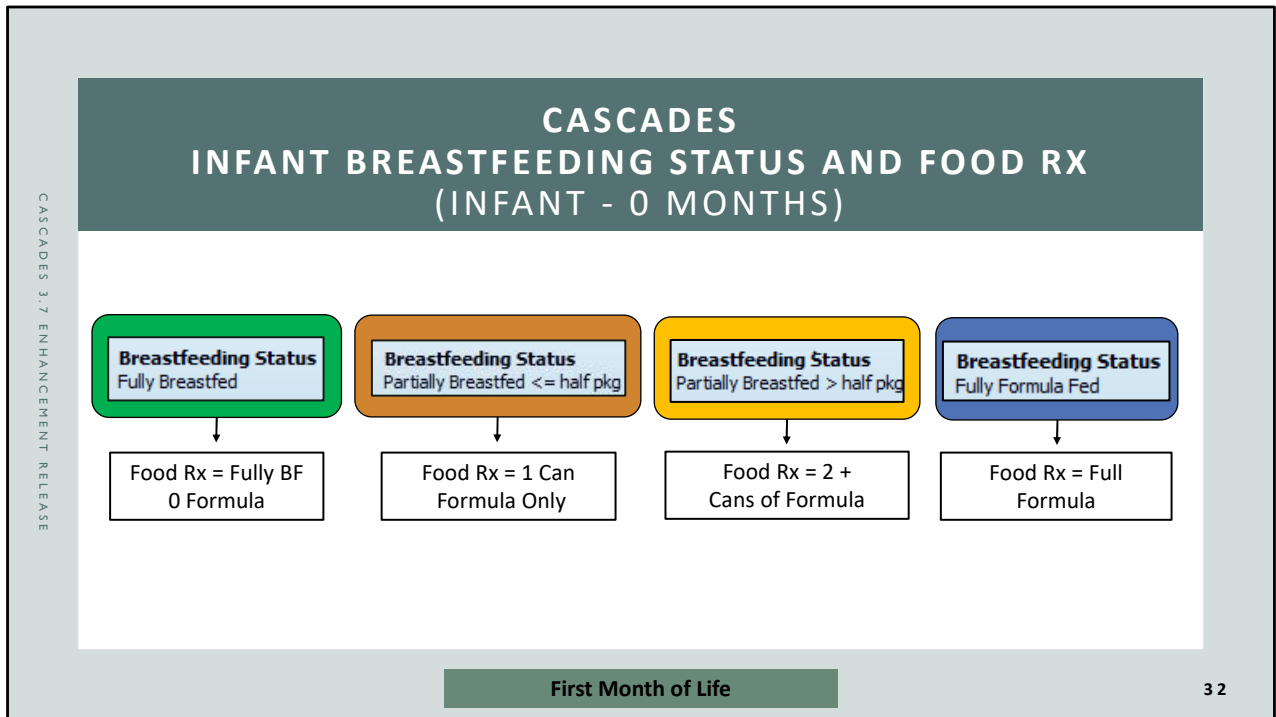 CASCADES
INFANT BREASTFEEDING STATUS AND FOOD RX
(INFANT - 0 MONTHS)
CASCADES 3.7 ENHANCEMENT RELEASE
Breastfeeding Status
Fully Breastfed
Food Rx = Fully BF
0 Formula
Breastfeeding Status
Partially Breastfed <= half pkg
Food Rx = 1 Can
Formula Only
Breastfeeding Status
Partially Breastfed > half pkg
Food Rx = 2 +
Cans of Formula
Breastfeeding Status
Fully Formula Fed
Food Rx = Full
Formula
First Month of Life
32